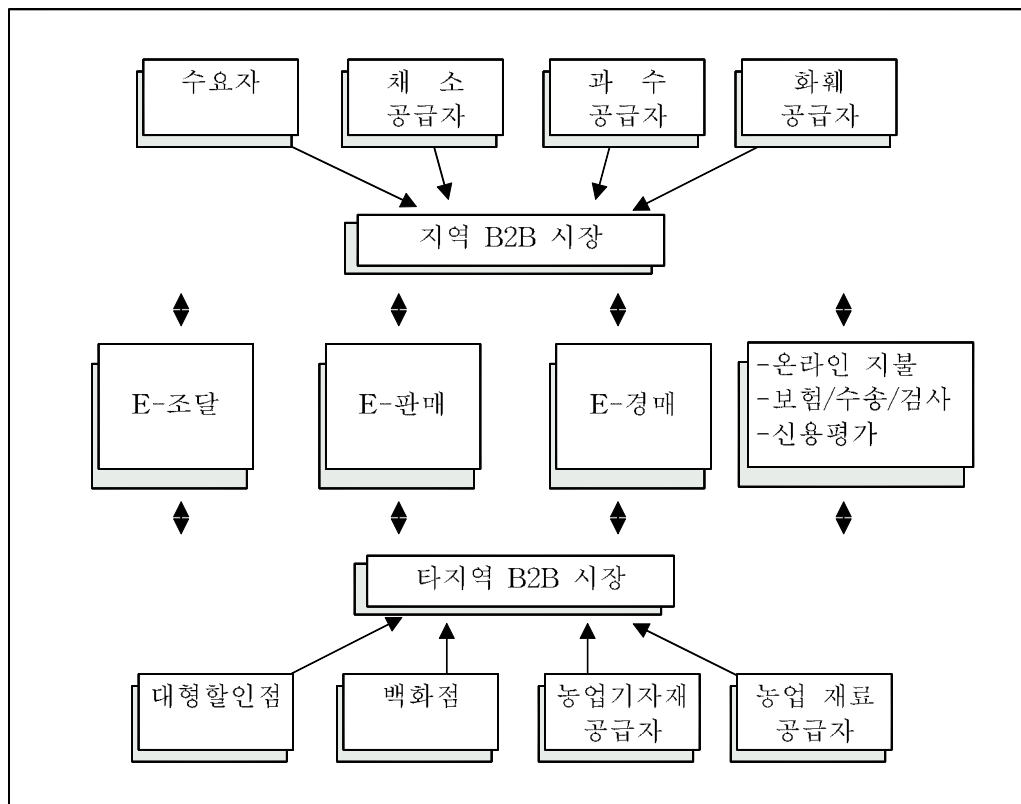 수요자
채 소
공급자
과 수
공급자
화훼
공급자
지역 B2B 시장
E-조달
E-판매
E-경매
-온라인 지불
-보험/수송/검사
-신용평가
타지역 B2B 시장
대형할인점
백화점
농업기자재
공급자
농업 재료
공급자